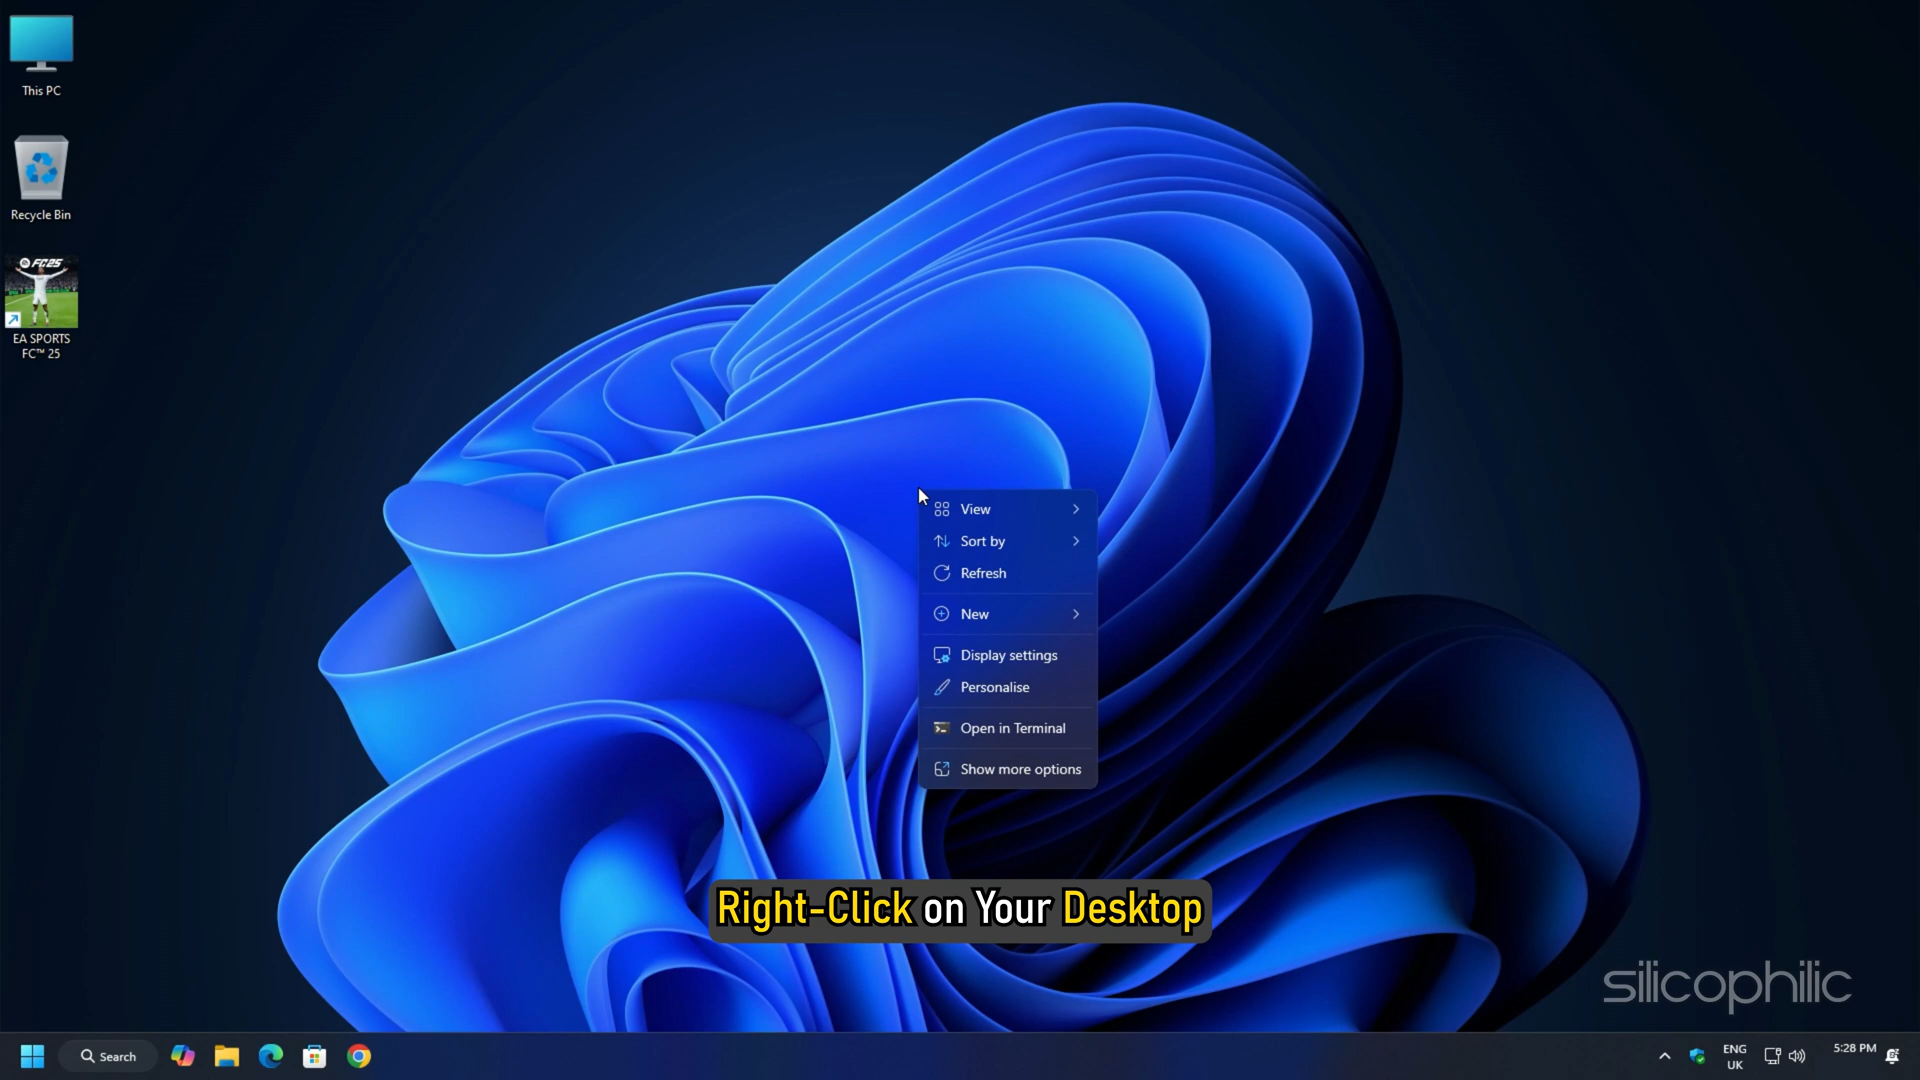 This PC
Recycle Bin
FC25
EA SPORTS
FC™ 25
View
Sort by
Refresh
New
Display settings
Personalise
Open in Terminal
Show more options
Right-Click on Your Desktop
silicophilic
Search
ENG
UK
5:28 PM